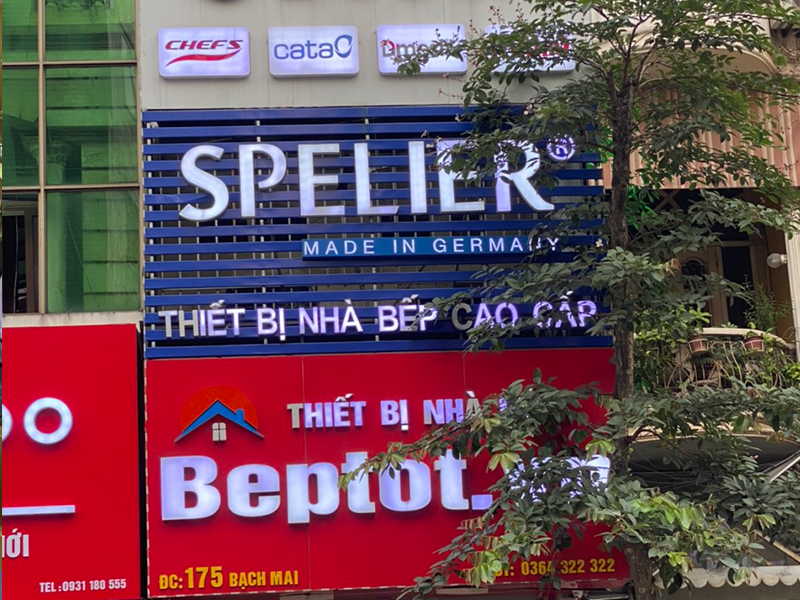 CHEFS
cata
SPELIER®
MADE IN GERMANY
THIẾT BỊ NHÀ BẾP CAO CẤP
THIẾT BỊ NHÀ
Beptot.
ĐC: 175 BẠCH MAI
0364 322 322
TEL: 0931 180 555